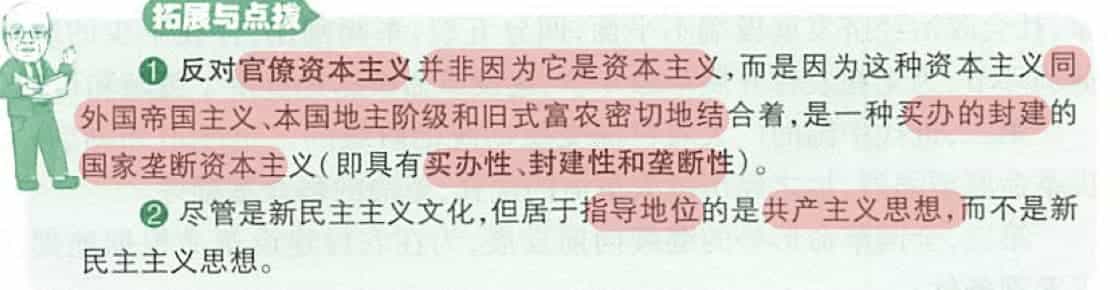 拓展与点拨
❶ 反对官僚资本主义并非因为它是资本主义,而是因为这种资本主义同
外国帝国主义、本国地主阶级和旧式富农密切地结合着,是一种买办的封建的
国家垄断资本主义(即具有买办性、封建性和垄断性)。
❷ 尽管是新民主主义文化,但居于指导地位的是共产主义思想,而不是新
民主主义思想。